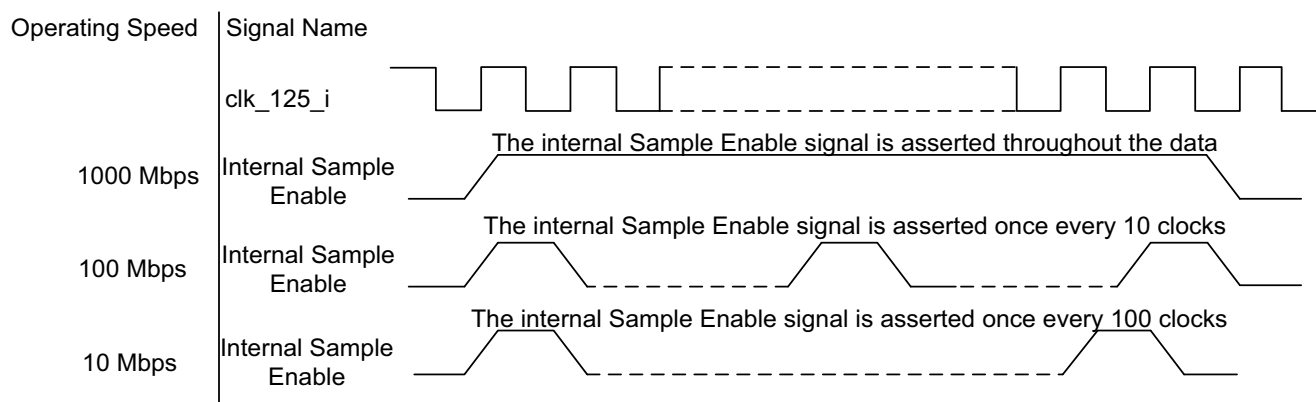 Operating Speed
Signal Name
clk_125_i
The internal Sample Enable signal is asserted throughout the data
1000 Mbps
Internal Sample
Enable
The internal Sample Enable signal is asserted once every 10 clocks
100 Mbps
Internal Sample
Enable
The internal Sample Enable signal is asserted once every 100 clocks
10 Mbps
Internal Sample
Enable